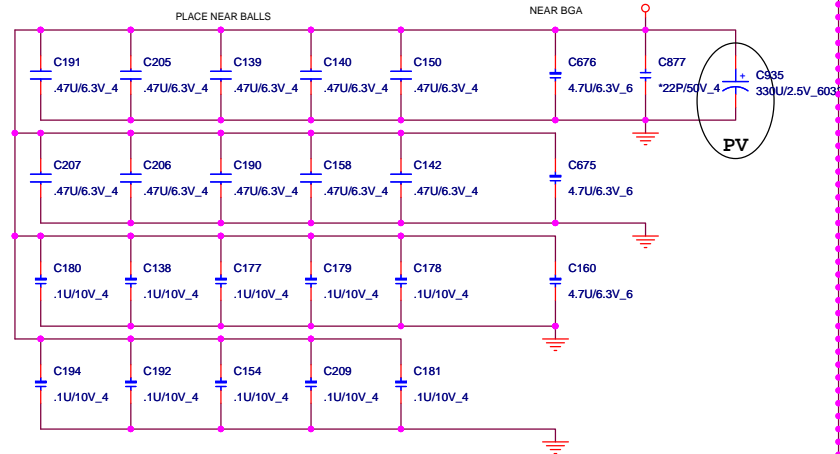 PLACE NEAR BALLS
NEAR BGA
C191
.47U/6.3V_4
C205
.47U/6.3V_4
C139
.47U/6.3V_4
C140
.47U/6.3V_4
C150
.47U/6.3V_4
C676
4.7U/6.3V_6
C877
*22P/50V_4
C935
330U/2.5V_603
PV
C207
.47U/6.3V_4
C206
.47U/6.3V_4
C190
.47U/6.3V_4
C158
.47U/6.3V_4
C142
.47U/6.3V_4
C675
4.7U/6.3V_6
C180
.1U/10V_4
C138
.1U/10V_4
C177
.1U/10V_4
C179
.1U/10V_4
C178
.1U/10V_4
C160
4.7U/6.3V_6
C194
.1U/10V_4
C192
.1U/10V_4
C154
.1U/10V_4
C209
.1U/10V_4
C181
.1U/10V_4